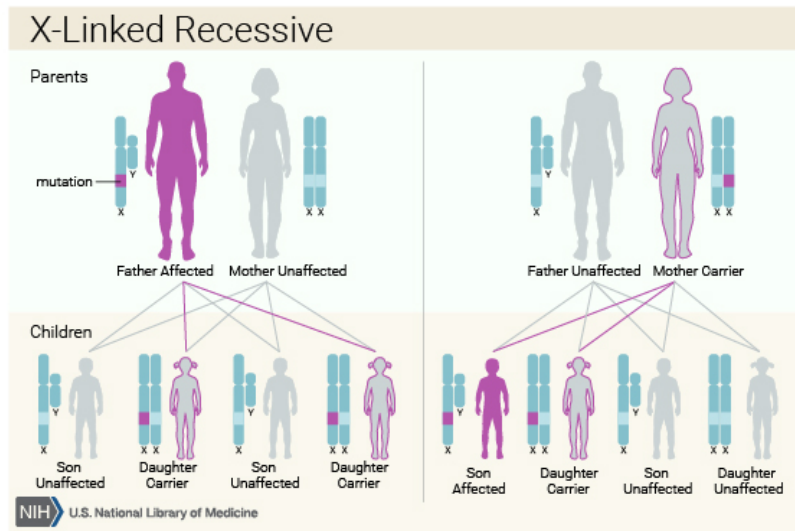 X-Linked Recessive
Parents
mutation
Y
X
X X
Father Affected
Mother Unaffected
Y
X
X X
Father Unaffected
Mother Carrier
Children
Y
X
Son
Unaffected
X X
Daughter
Carrier
Y
X
Son
Unaffected
X X
Daughter
Carrier
Y
X
Son
Affected
X X
Daughter
Carrier
Y
X
Son
Unaffected
X X
Daughter
Unaffected
NIH U.S. National Library of Medicine